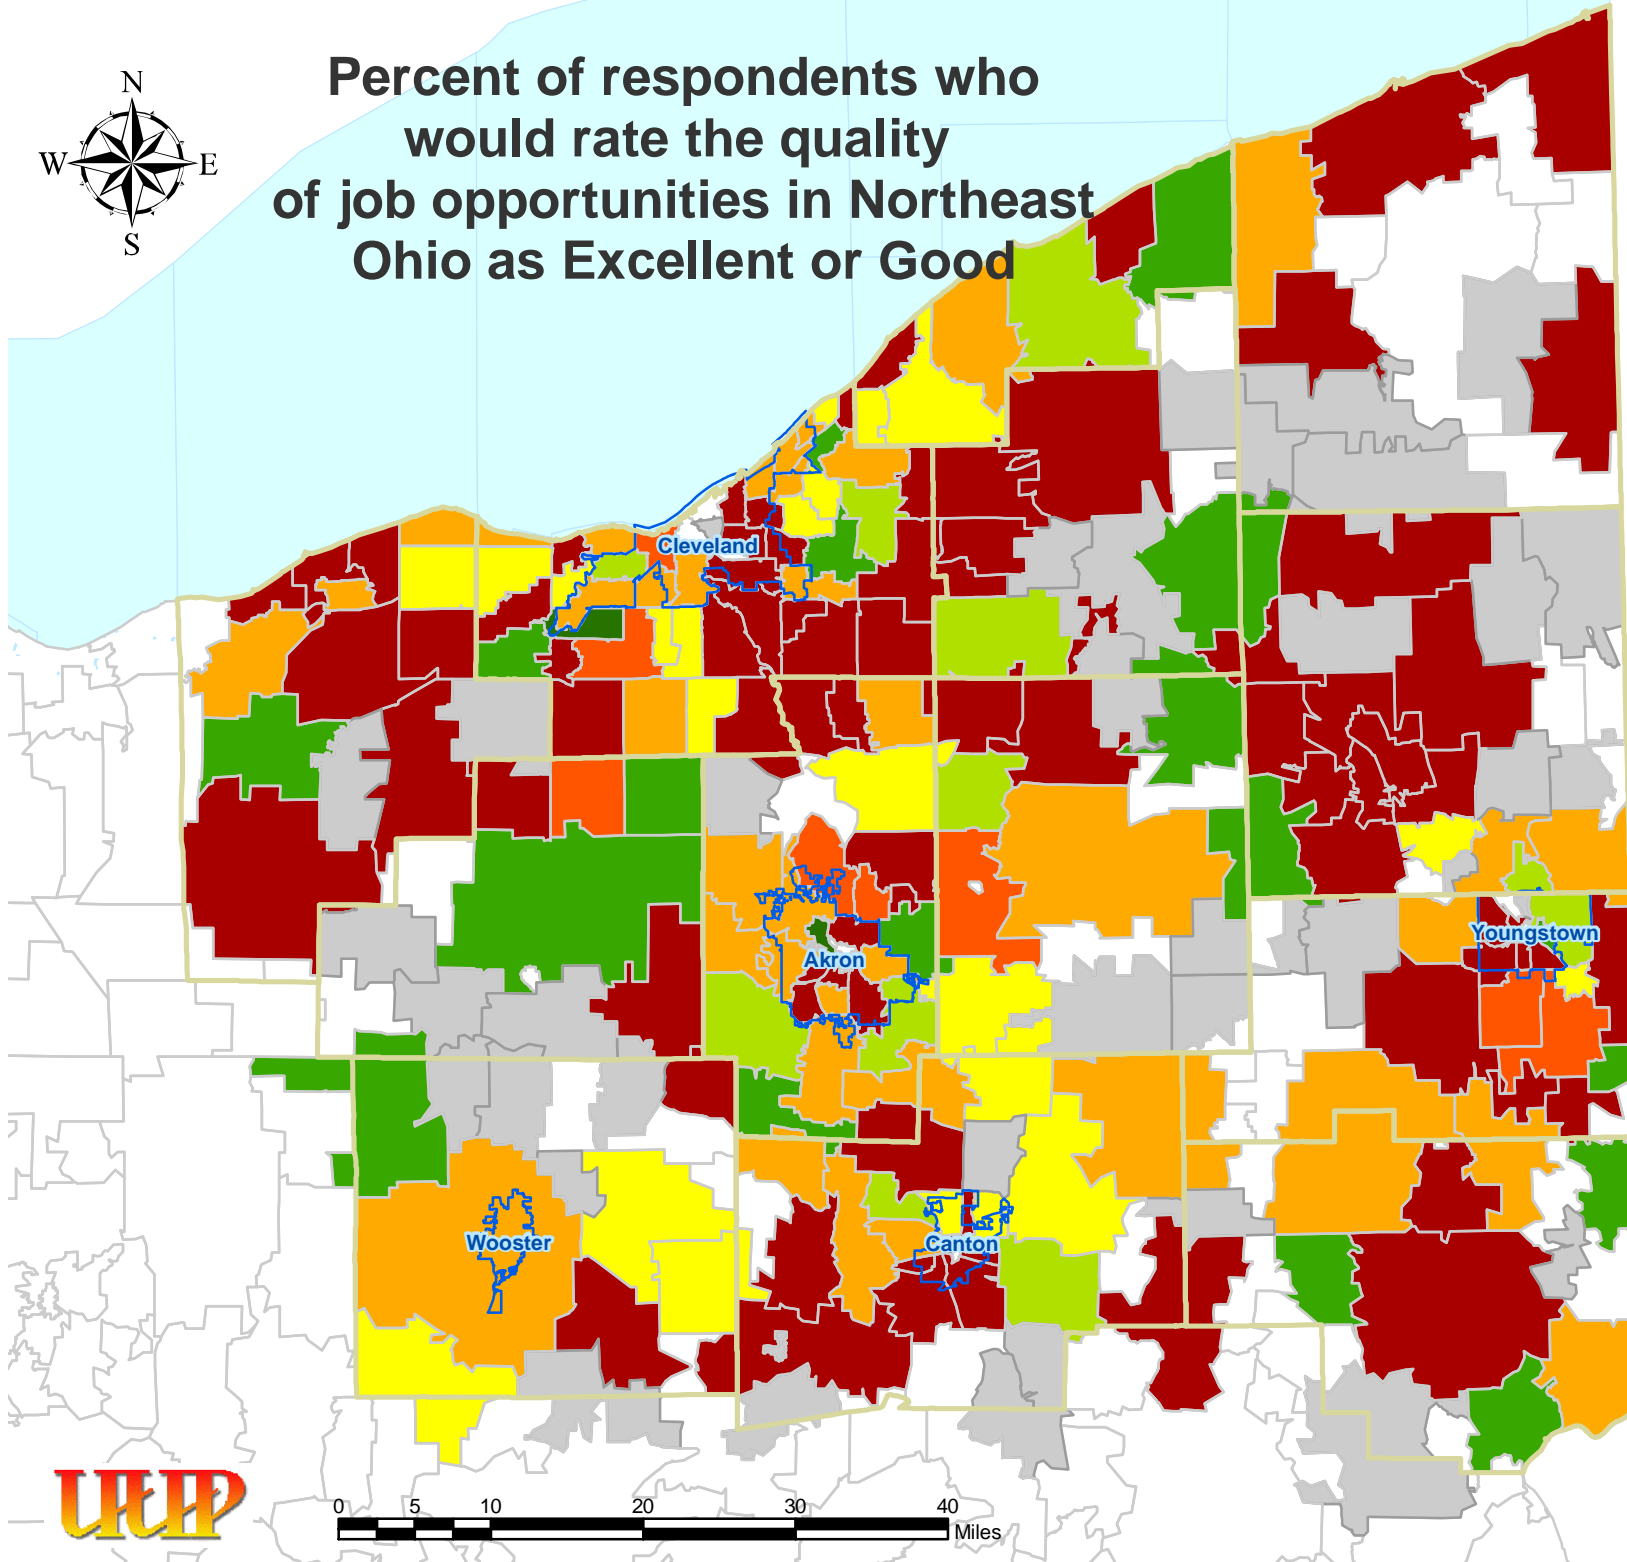 Percent of respondents who
would rate the quality
of job opportunities in Northeast
Ohio as Excellent or Good
N
W E
S
Cleveland
Akron
Youngstown
Wooster
Canton
0 5 10 20 30 40
Miles